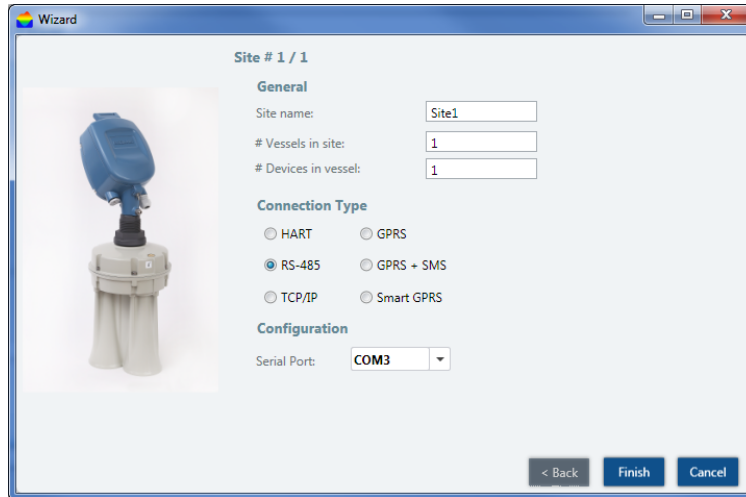 Wizard
Site # 1 / 1
General
Site name: Site1
# Vessels in site: 1
# Devices in vessel: 1
Connection Type
HART GPRS
RS-485 GPRS + SMS
TCP/IP Smart GPRS
Configuration
Serial Port: COM3
< Back Finish Cancel